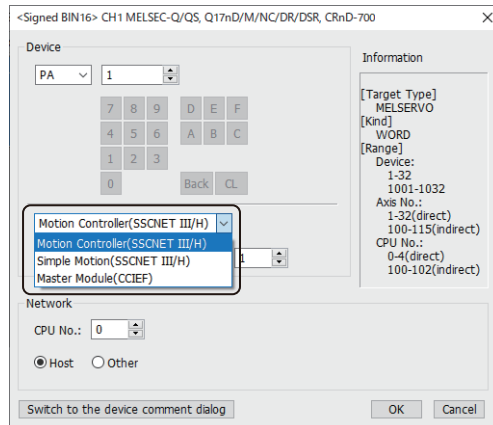 <Signed BIN16> CH1 MELSEC-Q/QS, Q17nD/M/NC/DR/DSR, CRnD-700
Device
PA 1
7 8 9 D E F
4 5 6 A B C
1 2 3
0 Back CL
Motion Controller(SSCNET III/H)
Motion Controller(SSCNET III/H)
Simple Motion(SSCNET III/H)
Master Module(CCIEF)
1
Information
[Target Type]
MELSERVO
[Kind]
WORD
[Range]
Device:
1-32
1001-1032
Axis No.:
1-32(direct)
100-115(indirect)
CPU No.:
0-4(direct)
100-102(indirect)
Network
CPU No.: 0
Host Other
Switch to the device comment dialog OK Cancel